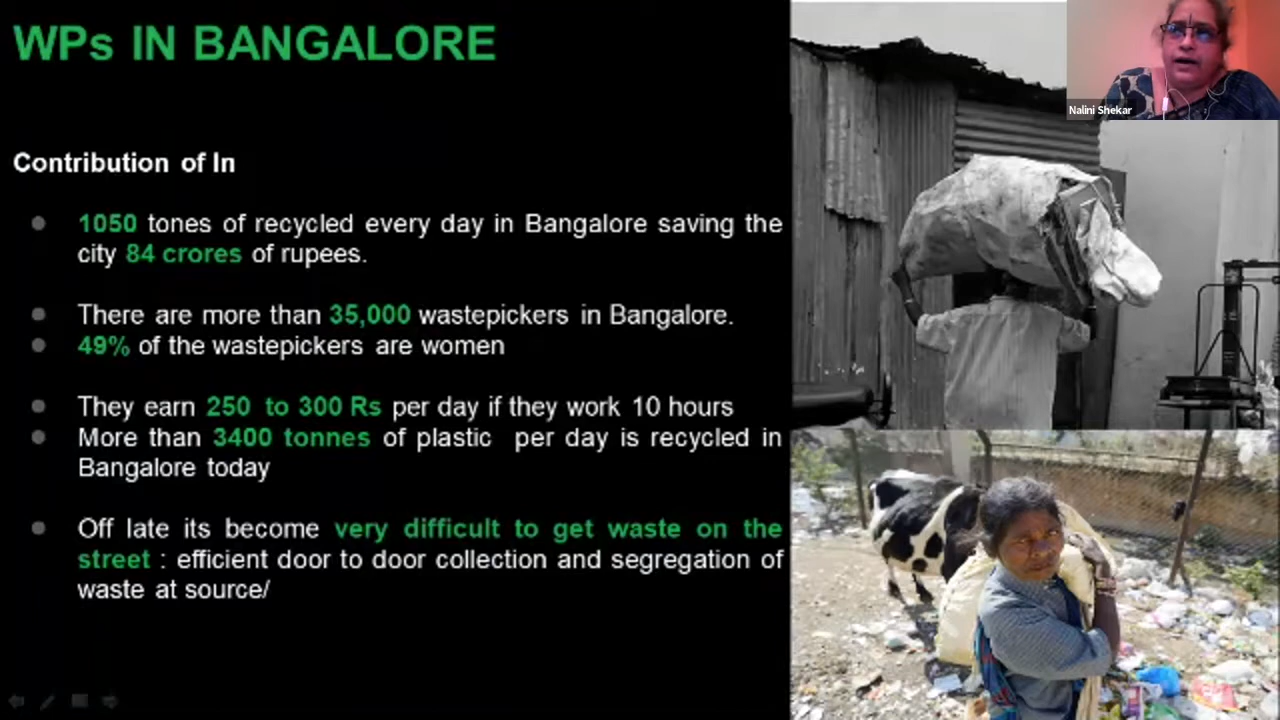 WPs IN BANGALORE
Nalini Shekar
Contribution of In
1050 tones of recycled every day in Bangalore saving the
city 84 crores of rupees.
There are more than 35,000 wastepickers in Bangalore.
49% of the wastepickers are women
They earn 250 to 300 Rs per day if they work 10 hours
More than 3400 tonnes of plastic per day is recycled in
Bangalore today
Off late its become very difficult to get waste on the
street : efficient door to door collection and segregation of
waste at source/